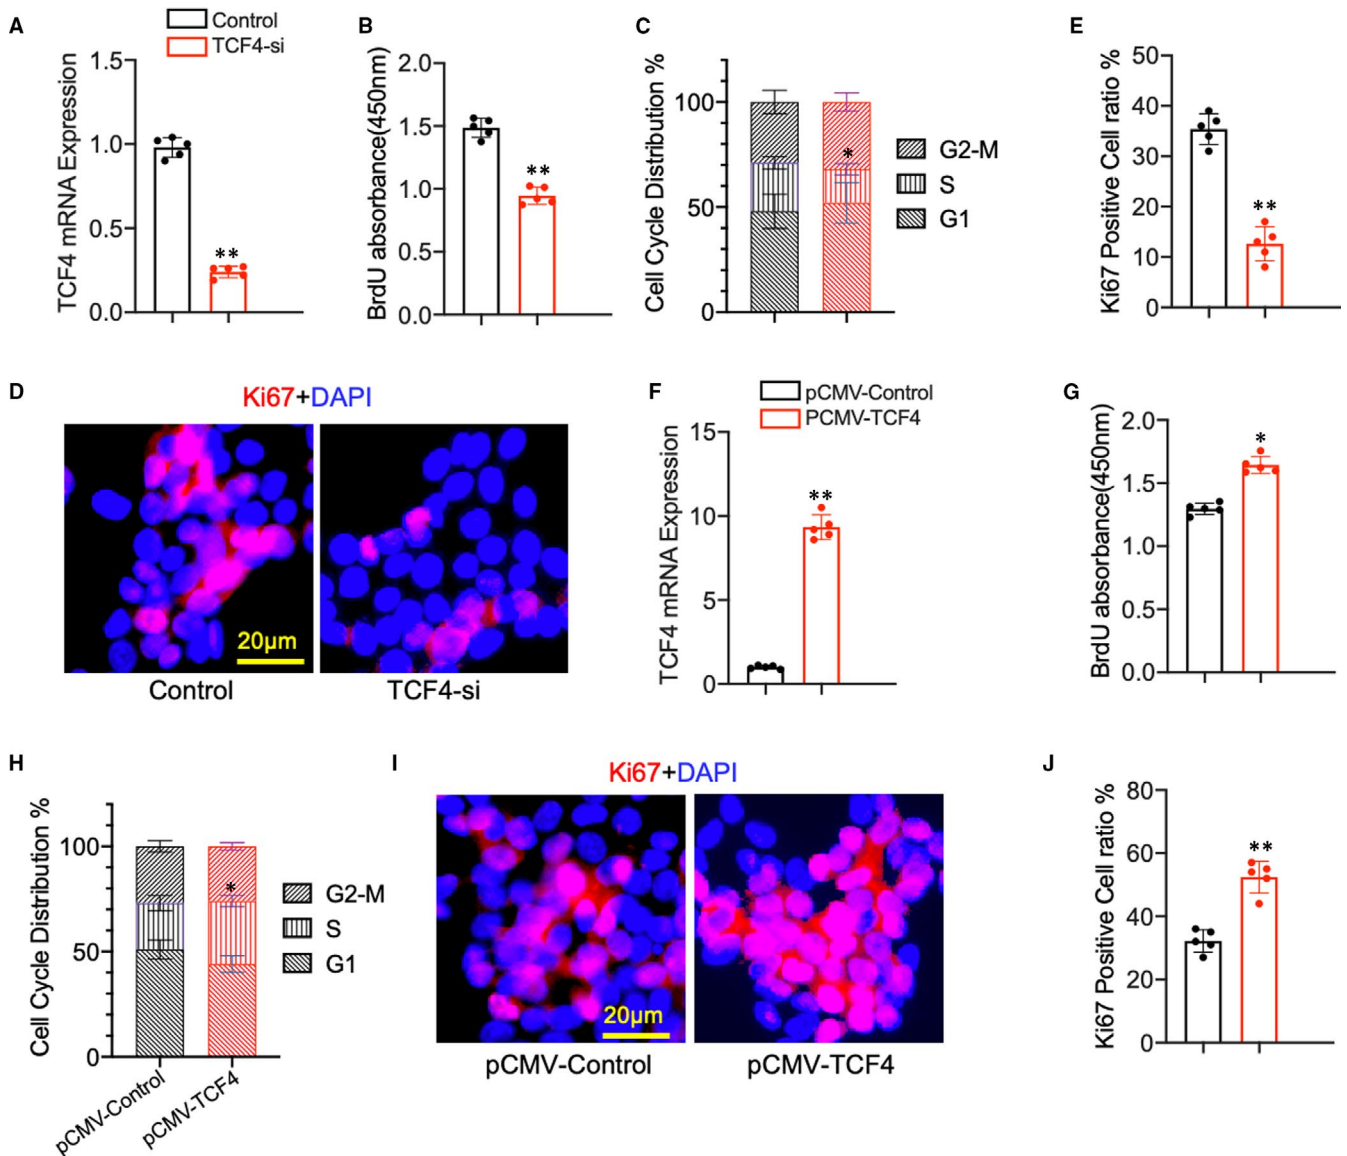 A
Control
TCF4-si
TCF4 mRNA Expression
1.5
1.0
0.5
0.0
**
B
BrdU absorbance(450nm)
2.0
1.5
1.0
0.5
0.0
**
C
Cell Cycle Distribution %
100
50
0
*
G2-M
S
G1
E
Ki67 Positive Cell ratio %
50
40
30
20
10
0
**
D
Ki67+DAPI
20μm
Control
TCF4-si
F
pCMV-Control
PCMV-TCF4
TCF4 mRNA Expression
15
10
5
0
**
G
BrdU absorbance(450nm)
2.0
1.5
1.0
0.5
0.0
*
H
Cell Cycle Distribution %
100
50
0
*
G2-M
S
G1
pCMV-Control
pCMV-TCF4
I
Ki67+DAPI
20μm
pCMV-Control
pCMV-TCF4
J
Ki67 Positive Cell ratio %
80
60
40
20
0
**